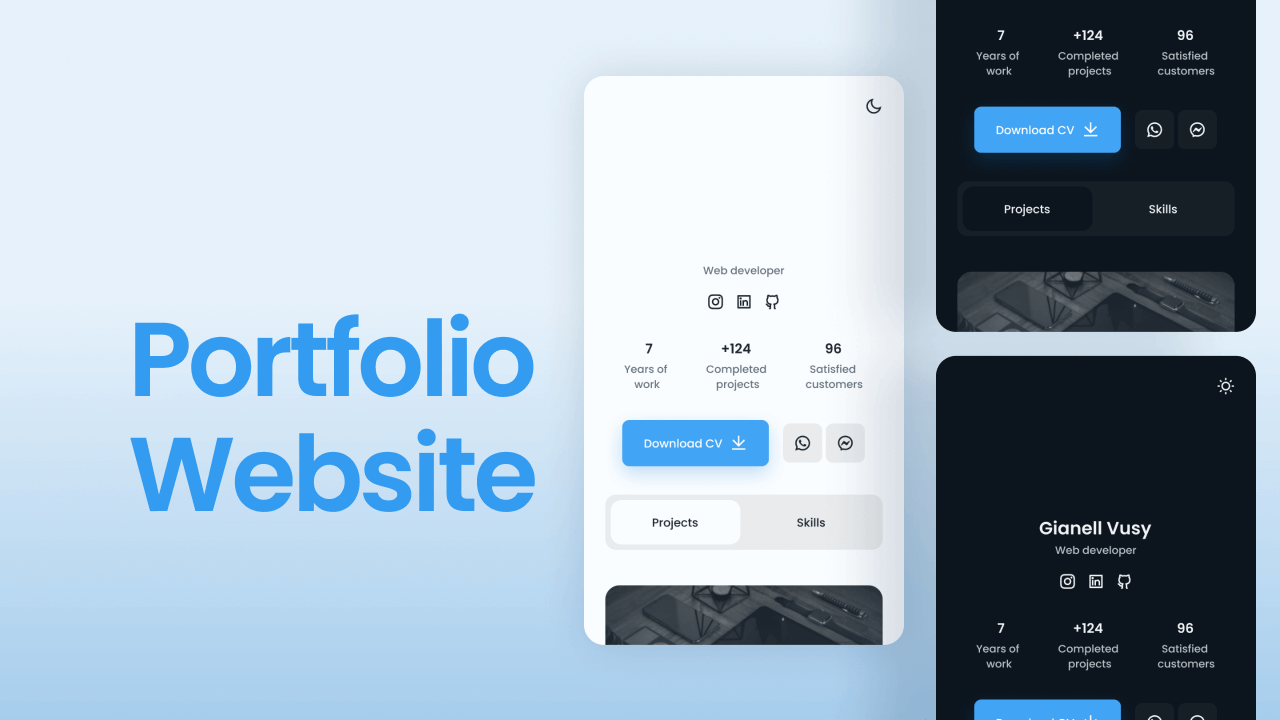 Portfolio
Website
Web developer
7 +124 96
Years of work Completed projects Satisfied customers
Download CV
Projects Skills
7 +124 96
Years of work Completed projects Satisfied customers
Download CV
Projects Skills
Gianell Vusy
Web developer
7 +124 96
Years of work Completed projects Satisfied customers
Download CV